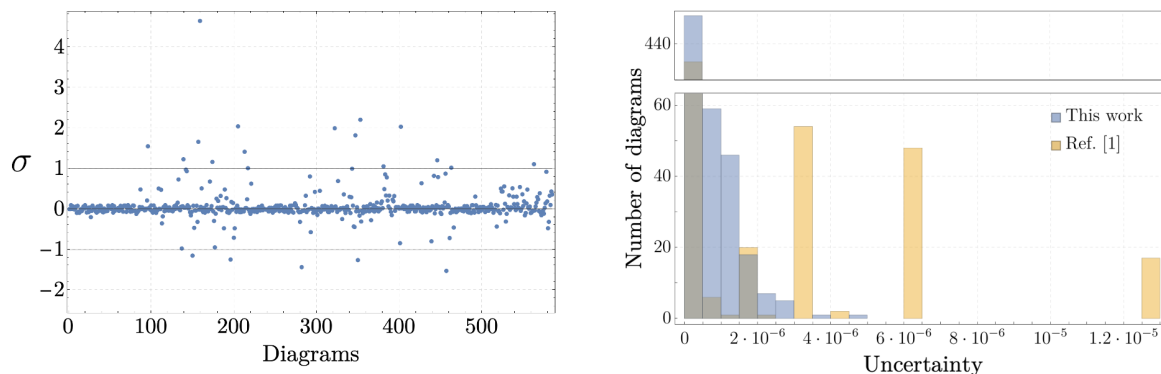 4
3
2
σ
1
0
−1
−2
0 100 200 300 400 500
Diagrams
Number of diagrams
440
60
40
20
0
This work
Ref. [1]
0 2 · 10⁻⁶ 4 · 10⁻⁶ 6 · 10⁻⁶ 8 · 10⁻⁶ 10⁻⁵ 1.2 · 10⁻⁵
Uncertainty